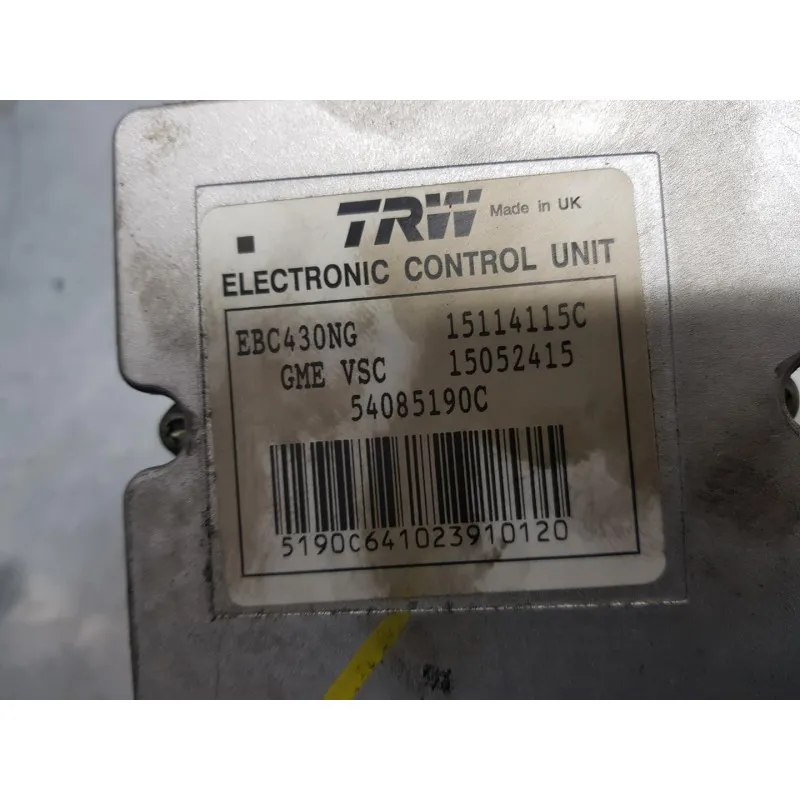 TRW Made in UK
ELECTRONIC CONTROL UNIT
EBC430NG 15114115C
GME VSC 15052415
54085190C
5190C641023910120